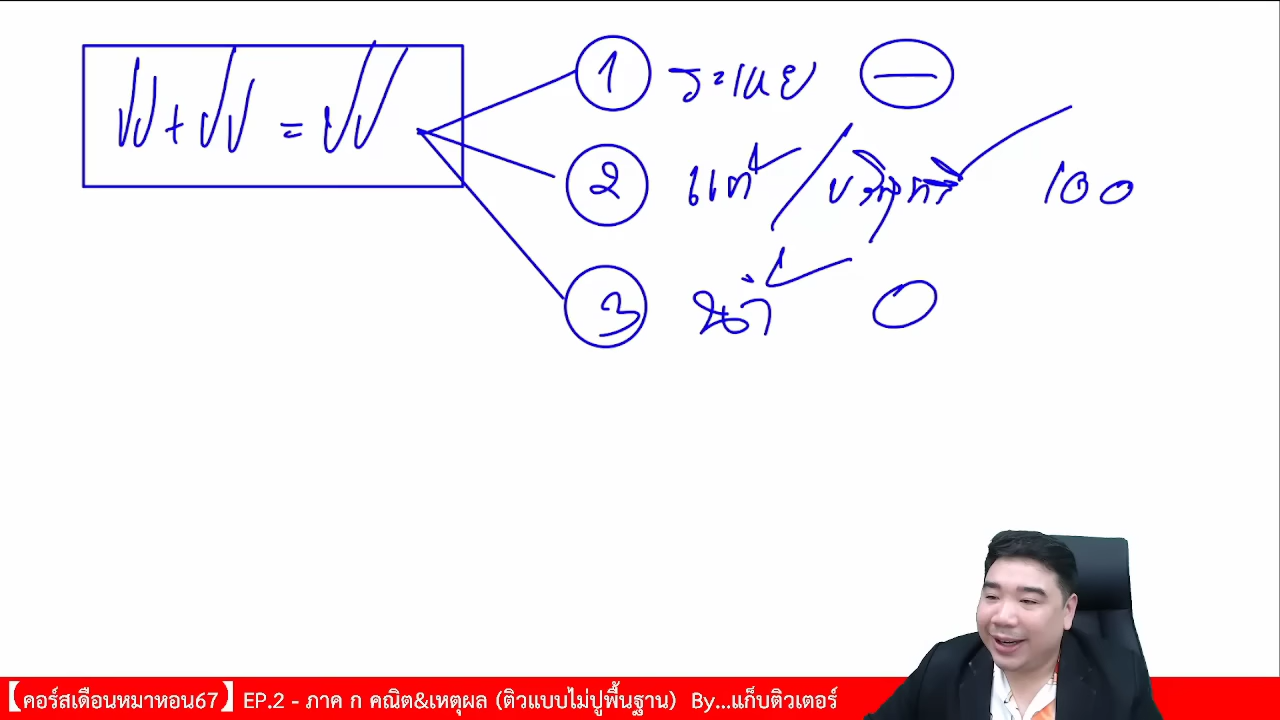 ปป + ปป = ปป
1 ระเหย —
2 แท้ / บริสุทธิ์ 100
3 น้ำ 0
【คอร์สเดือนหมาหอน67】 EP.2 - ภาค ก คณิต&เหตุผล (ติวแบบไม่ปูพื้นฐาน) By...แก็บติวเตอร์